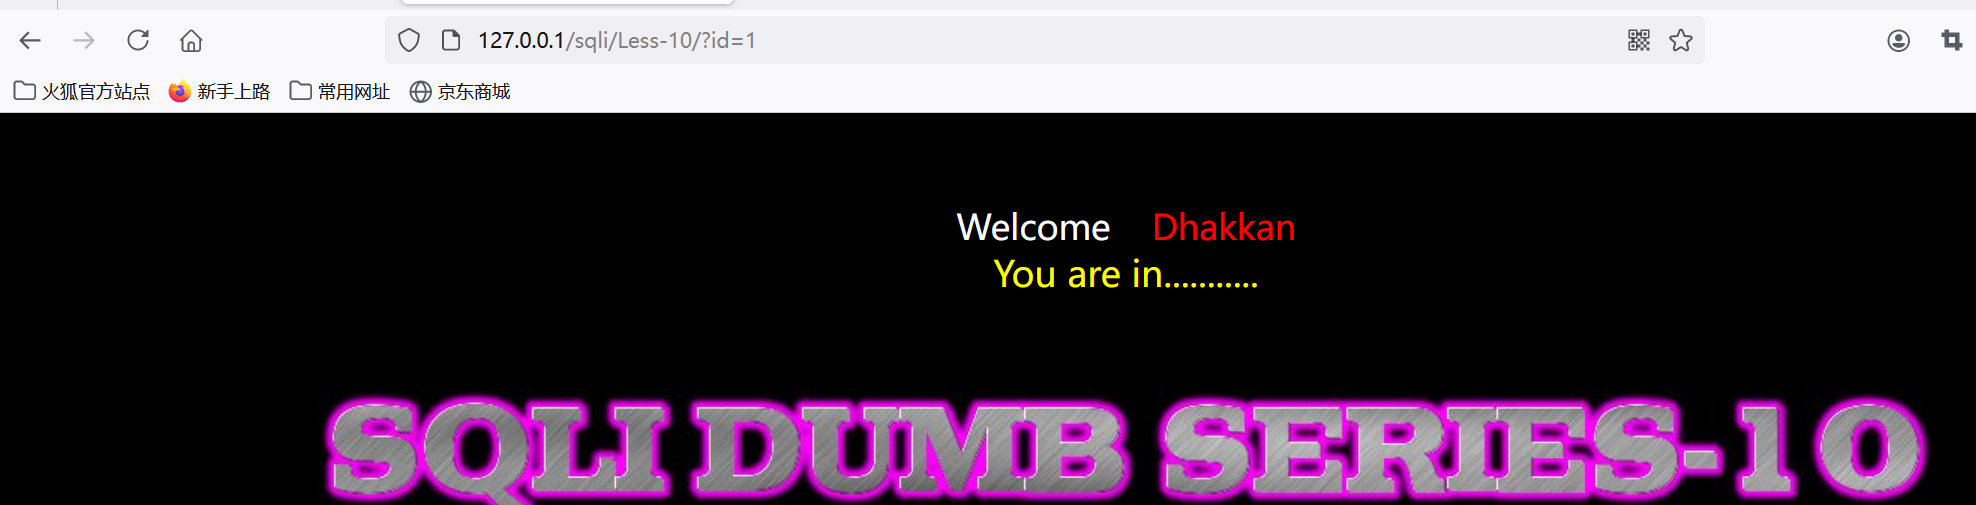 127.0.0.1/sqli/Less-10/?id=1
火狐官方站点 新手上路 常用网址 京东商城
Welcome Dhakkan
You are in...........
SQLI DUMB SERIES-10